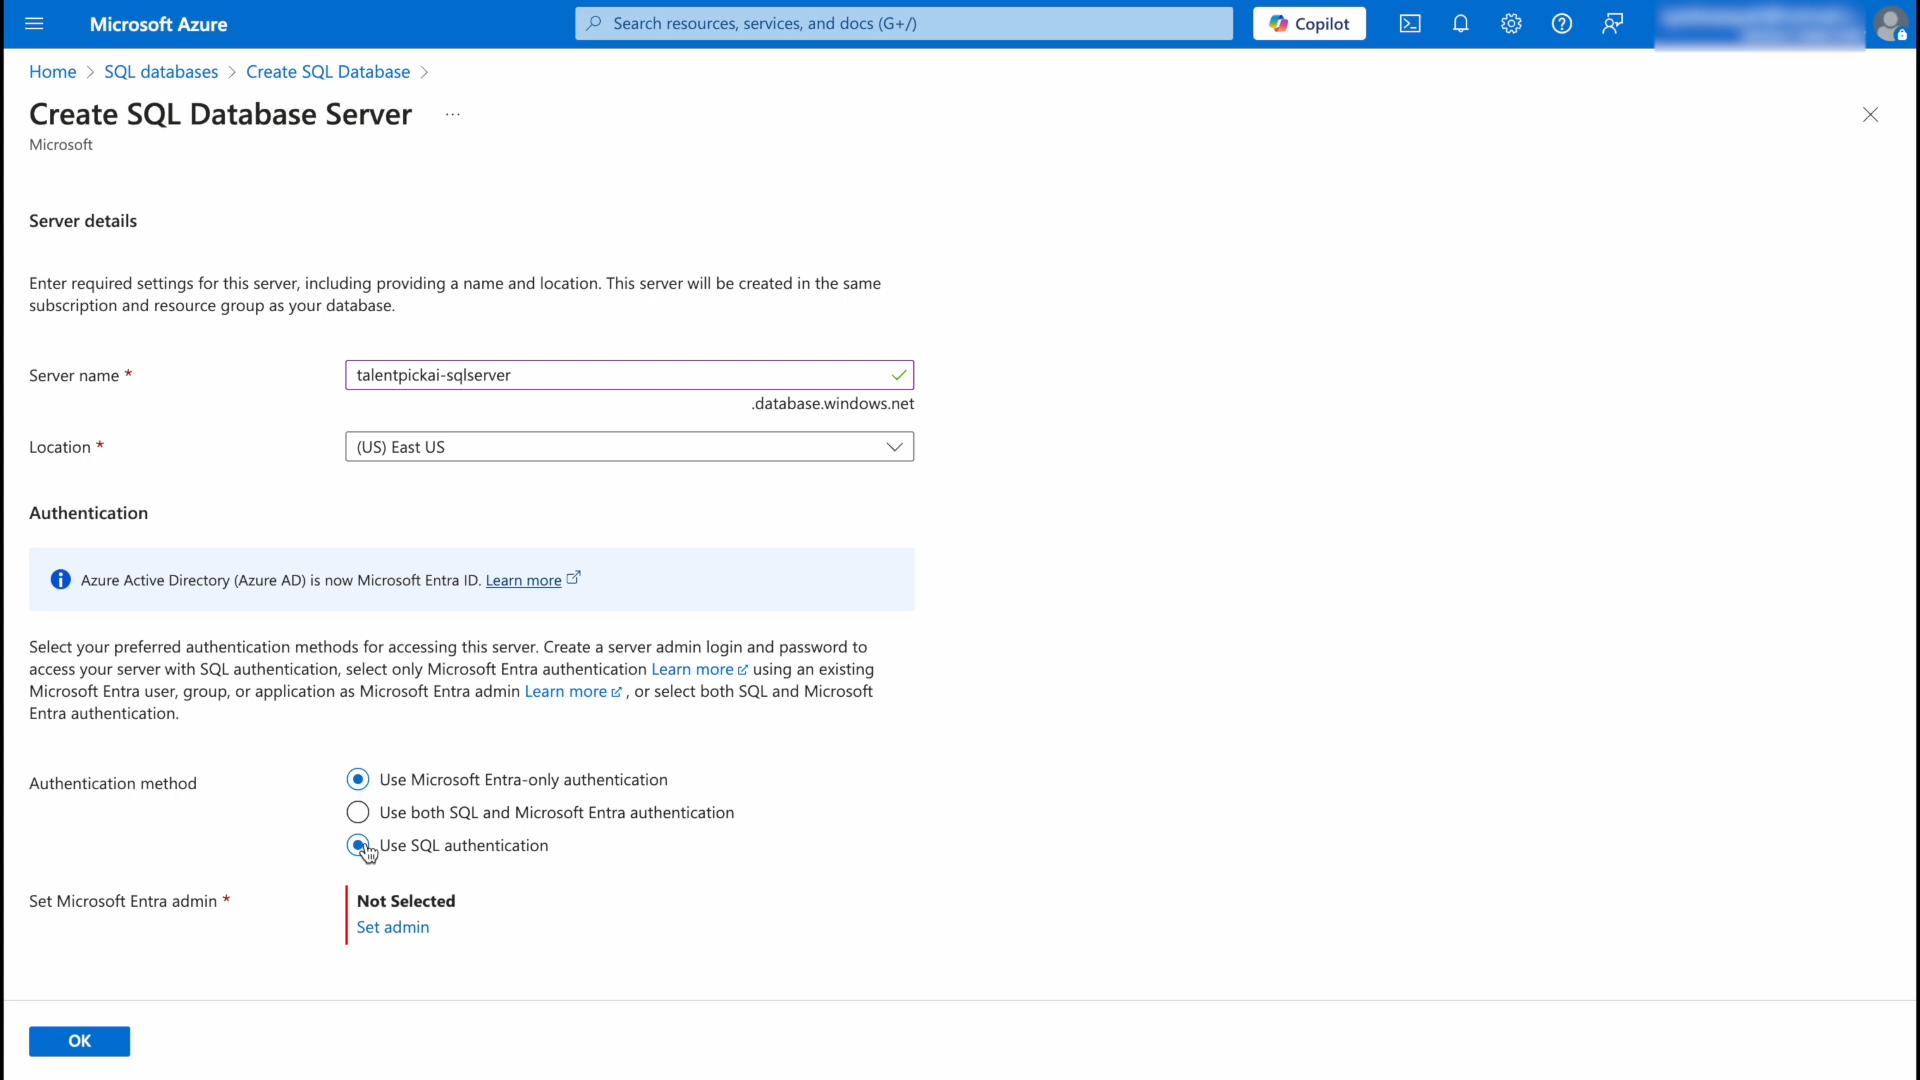 Microsoft Azure
Search resources, services, and docs (G+/)
Copilot
Home > SQL databases > Create SQL Database >
Create SQL Database Server ...
Microsoft
Server details
Enter required settings for this server, including providing a name and location. This server will be created in the same
subscription and resource group as your database.
Server name *
talentpickai-sqlserver
.database.windows.net
Location *
(US) East US
Authentication
Azure Active Directory (Azure AD) is now Microsoft Entra ID. Learn more
Select your preferred authentication methods for accessing this server. Create a server admin login and password to
access your server with SQL authentication, select only Microsoft Entra authentication Learn more using an existing
Microsoft Entra user, group, or application as Microsoft Entra admin Learn more , or select both SQL and Microsoft
Entra authentication.
Authentication method
Use Microsoft Entra-only authentication
Use both SQL and Microsoft Entra authentication
Use SQL authentication
Set Microsoft Entra admin *
Not Selected
Set admin
OK